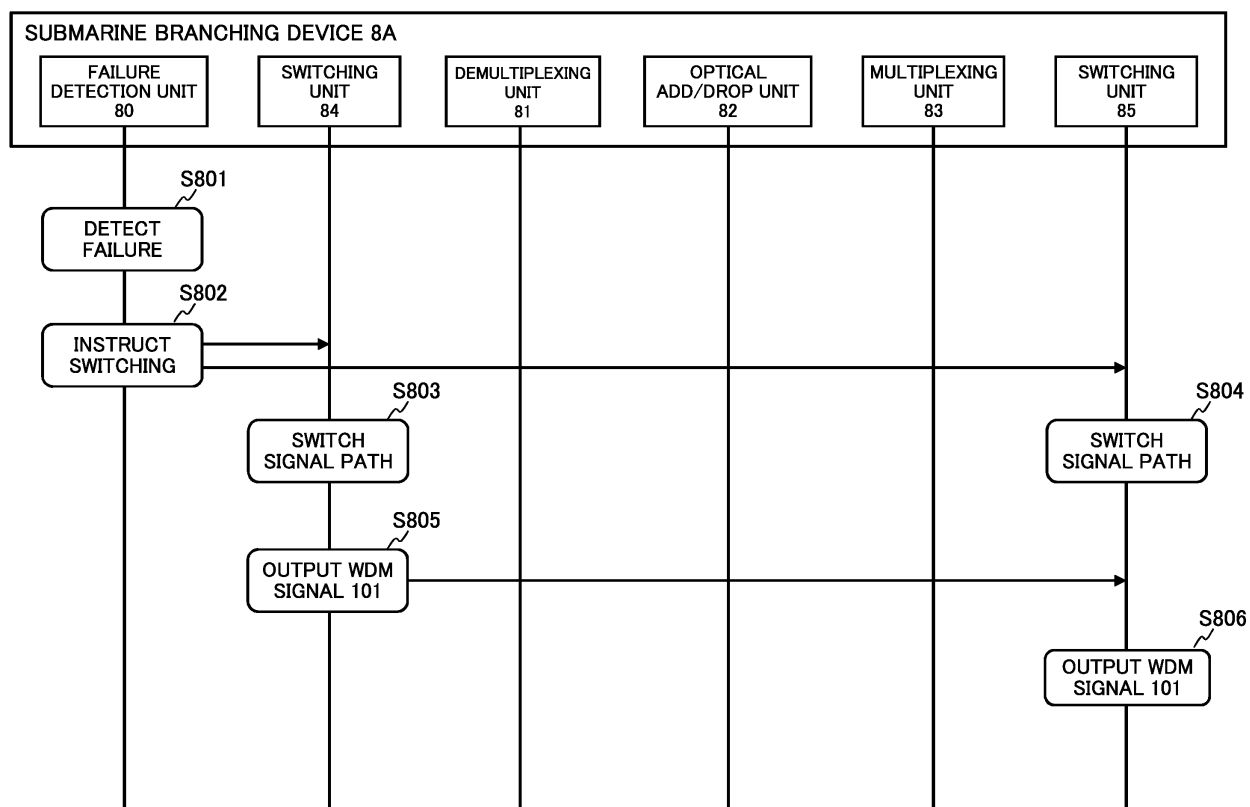 SUBMARINE BRANCHING DEVICE 8A
FAILURE
DETECTION UNIT
80
SWITCHING
UNIT
84
DEMULTIPLEXING
UNIT
81
OPTICAL
ADD/DROP UNIT
82
MULTIPLEXING
UNIT
83
SWITCHING
UNIT
85
S801
DETECT
FAILURE
S802
INSTRUCT
SWITCHING
S803
SWITCH
SIGNAL PATH
S804
SWITCH
SIGNAL PATH
S805
OUTPUT WDM
SIGNAL 101
S806
OUTPUT WDM
SIGNAL 101